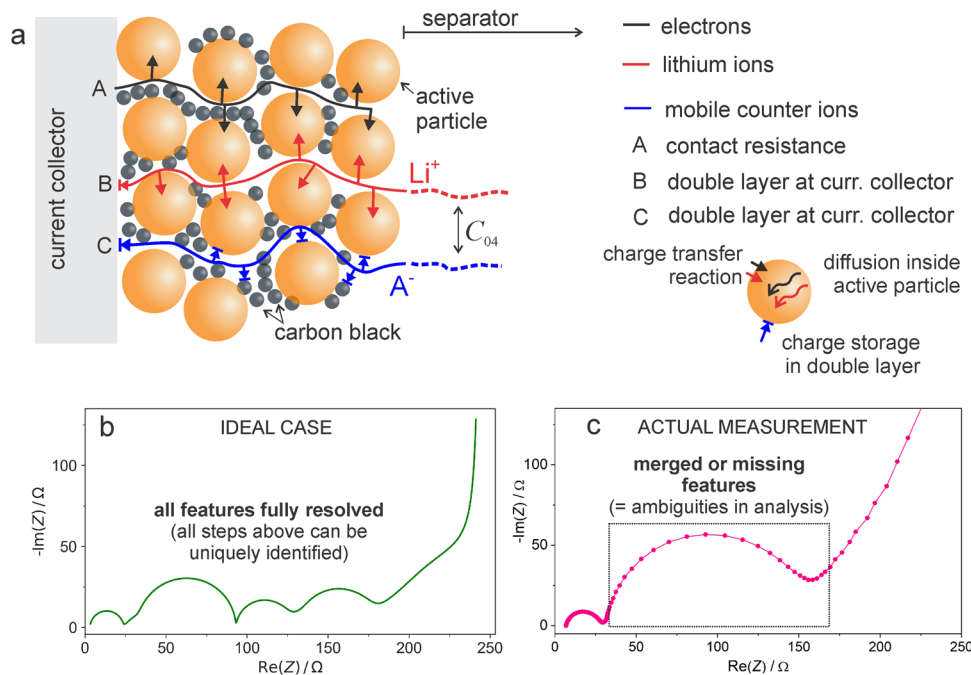 a
separator
electrons
lithium ions
mobile counter ions
A contact resistance
B double layer at curr. collector
C double layer at curr. collector
current collector
A
B
C
active
particle
Li+
C04
A-
carbon black
charge transfer
reaction
diffusion inside
active particle
charge storage
in double layer
b
IDEAL CASE
all features fully resolved
(all steps above can be
uniquely identified)
-Im(Z) / Ω
100
50
0
0 50 100 150 200 250
Re(Z) / Ω
c
ACTUAL MEASUREMENT
merged or missing
features
(= ambiguities in analysis)
-Im(Z) / Ω
100
50
0
0 50 100 150 200 250
Re(Z) / Ω